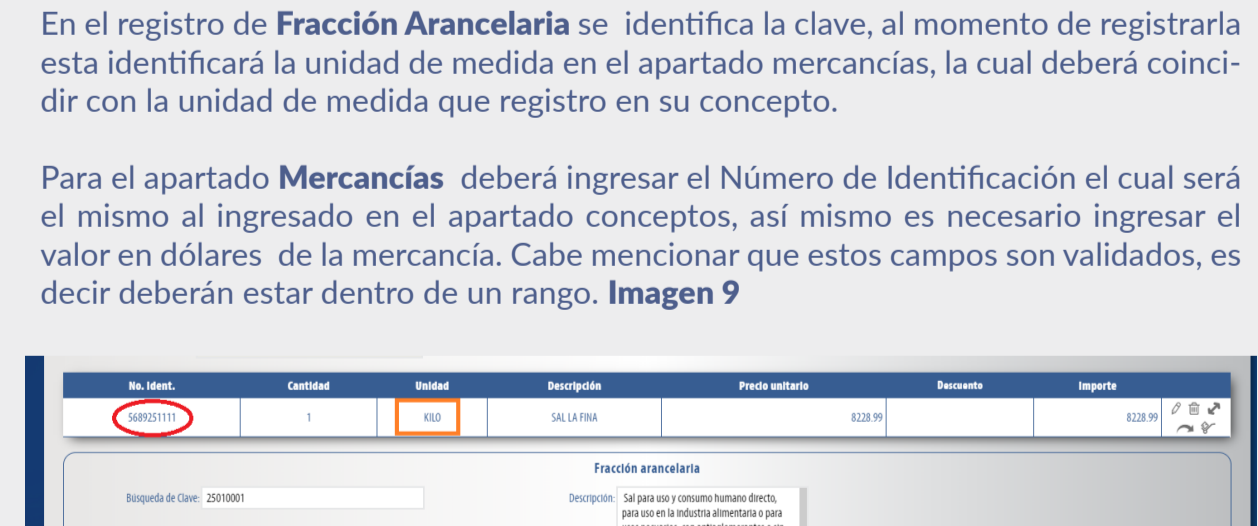 En el registro de Fracción Arancelaria se identifica la clave, al momento de registrarla
esta identificará la unidad de medida en el apartado mercancías, la cual deberá coinci-
dir con la unidad de medida que registro en su concepto.
Para el apartado Mercancías deberá ingresar el Número de Identificación el cual será
el mismo al ingresado en el apartado conceptos, así mismo es necesario ingresar el
valor en dólares de la mercancía. Cabe mencionar que estos campos son validados, es
decir deberán estar dentro de un rango. Imagen 9
No. Ident. Cantidad Unidad Descripción Precio unitario Descuento Importe
5689251111 1 KILO SAL LA FINA 8228.99 8228.99
Fracción arancelaria
Búsqueda de Clave: 25010001 Descripción: Sal para uso y consumo humano directo,
para uso en la industria alimentaria o para